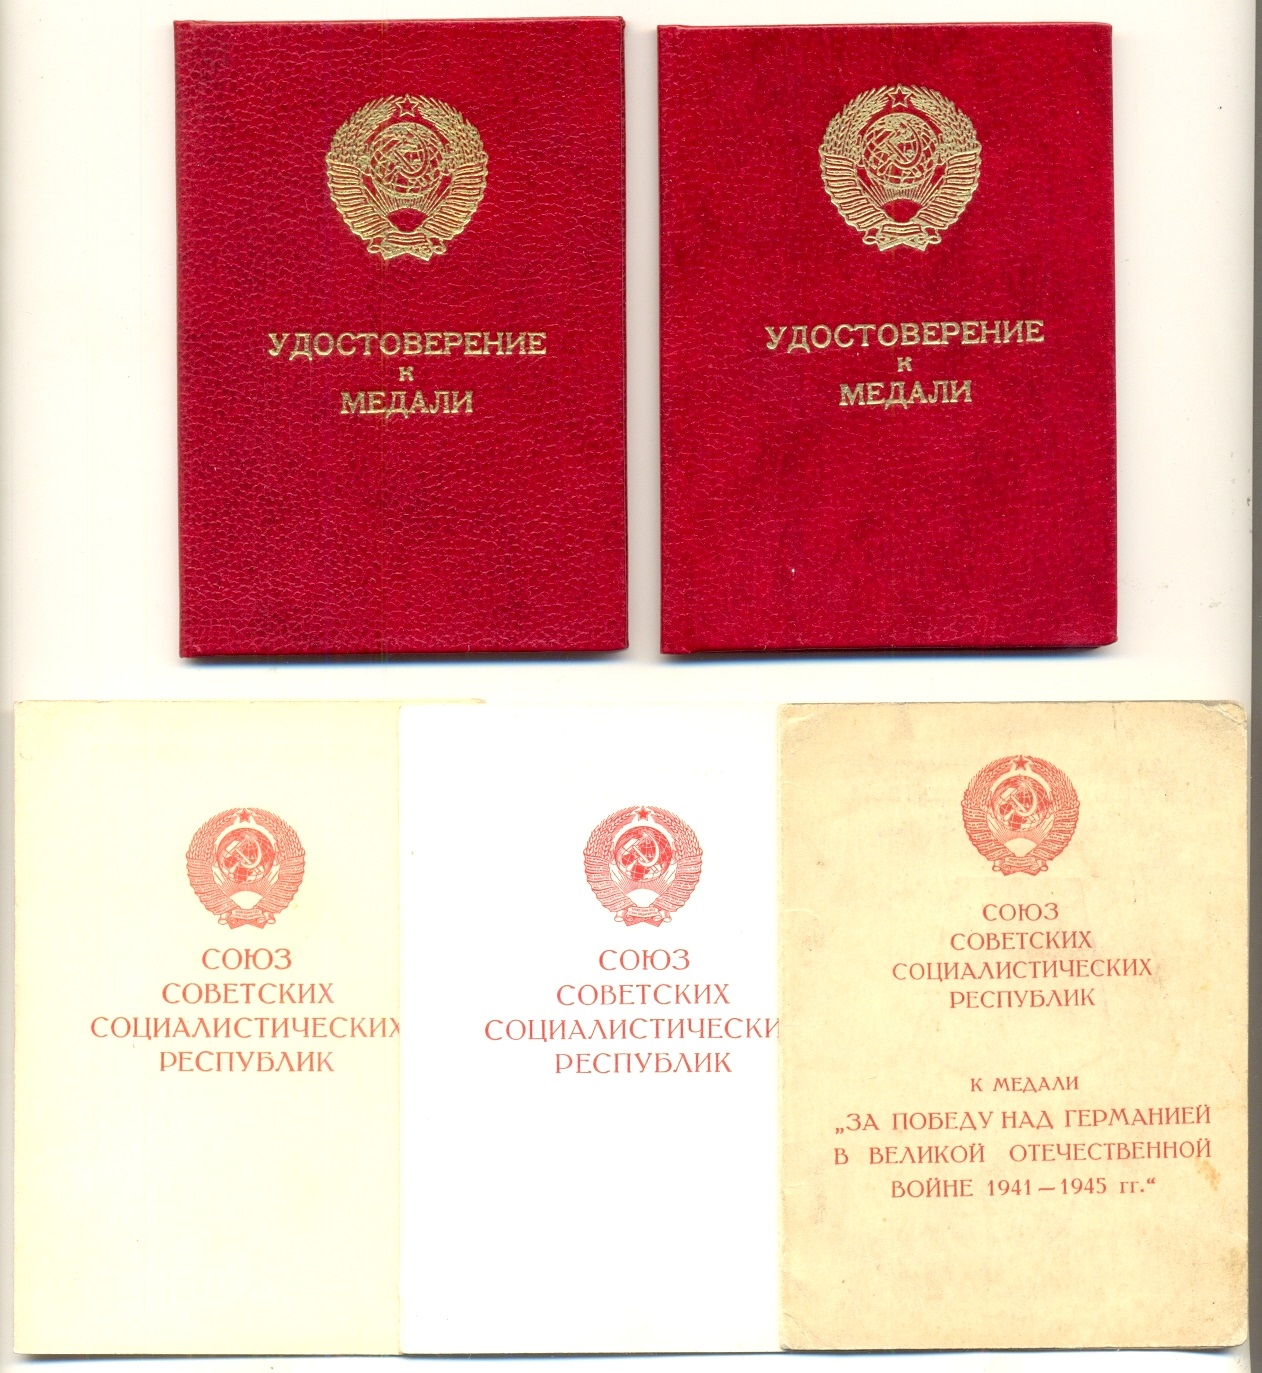 УДОСТОВЕРЕНИЕ
к
МЕДАЛИ
УДОСТОВЕРЕНИЕ
к
МЕДАЛИ
СОЮЗ
СОВЕТСКИХ
СОЦИАЛИСТИЧЕСКИХ
РЕСПУБЛИК
СОЮЗ
СОВЕТСКИХ
СОЦИАЛИСТИЧЕСКИ
РЕСПУБЛИК
СОЮЗ
СОВЕТСКИХ
СОЦИАЛИСТИЧЕСКИХ
РЕСПУБЛИК
К МЕДАЛИ
„ЗА ПОБЕДУ НАД ГЕРМАНИЕЙ
В ВЕЛИКОЙ ОТЕЧЕСТВЕННОЙ
ВОЙНЕ 1941 — 1945 гг.“